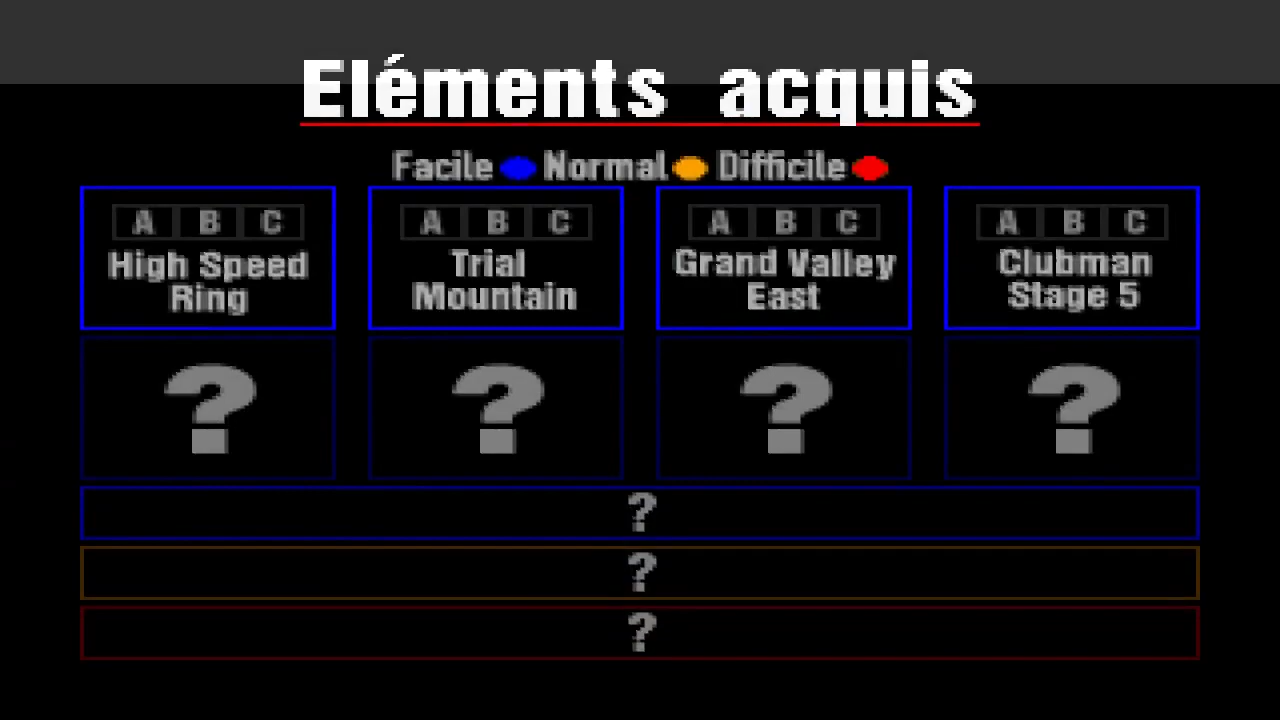 Eléments acquis
Facile Normal Difficile
A B C A B C A B C A B C
High Speed Trial Grand Valley Clubman
Ring Mountain East Stage 5
? ? ? ?
?
?
?